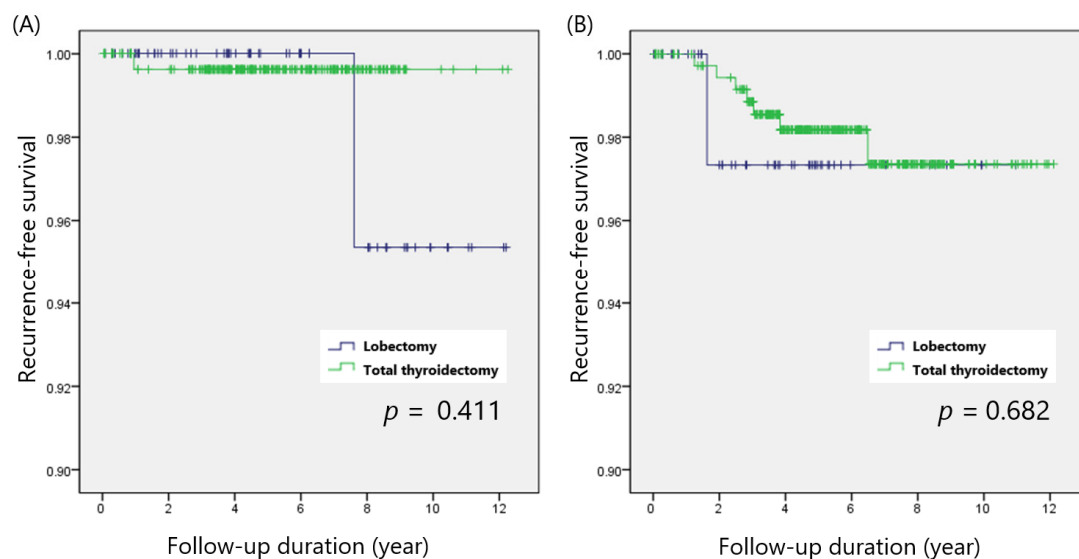 (A)
Recurrence-free survival
1.00
0.98
0.96
0.94
0.92
0.90
Lobectomy
Total thyroidectomy
p = 0.411
0 2 4 6 8 10 12
Follow-up duration (year)
(B)
Recurrence-free survival
1.00
0.98
0.96
0.94
0.92
0.90
Lobectomy
Total thyroidectomy
p = 0.682
0 2 4 6 8 10 12
Follow-up duration (year)